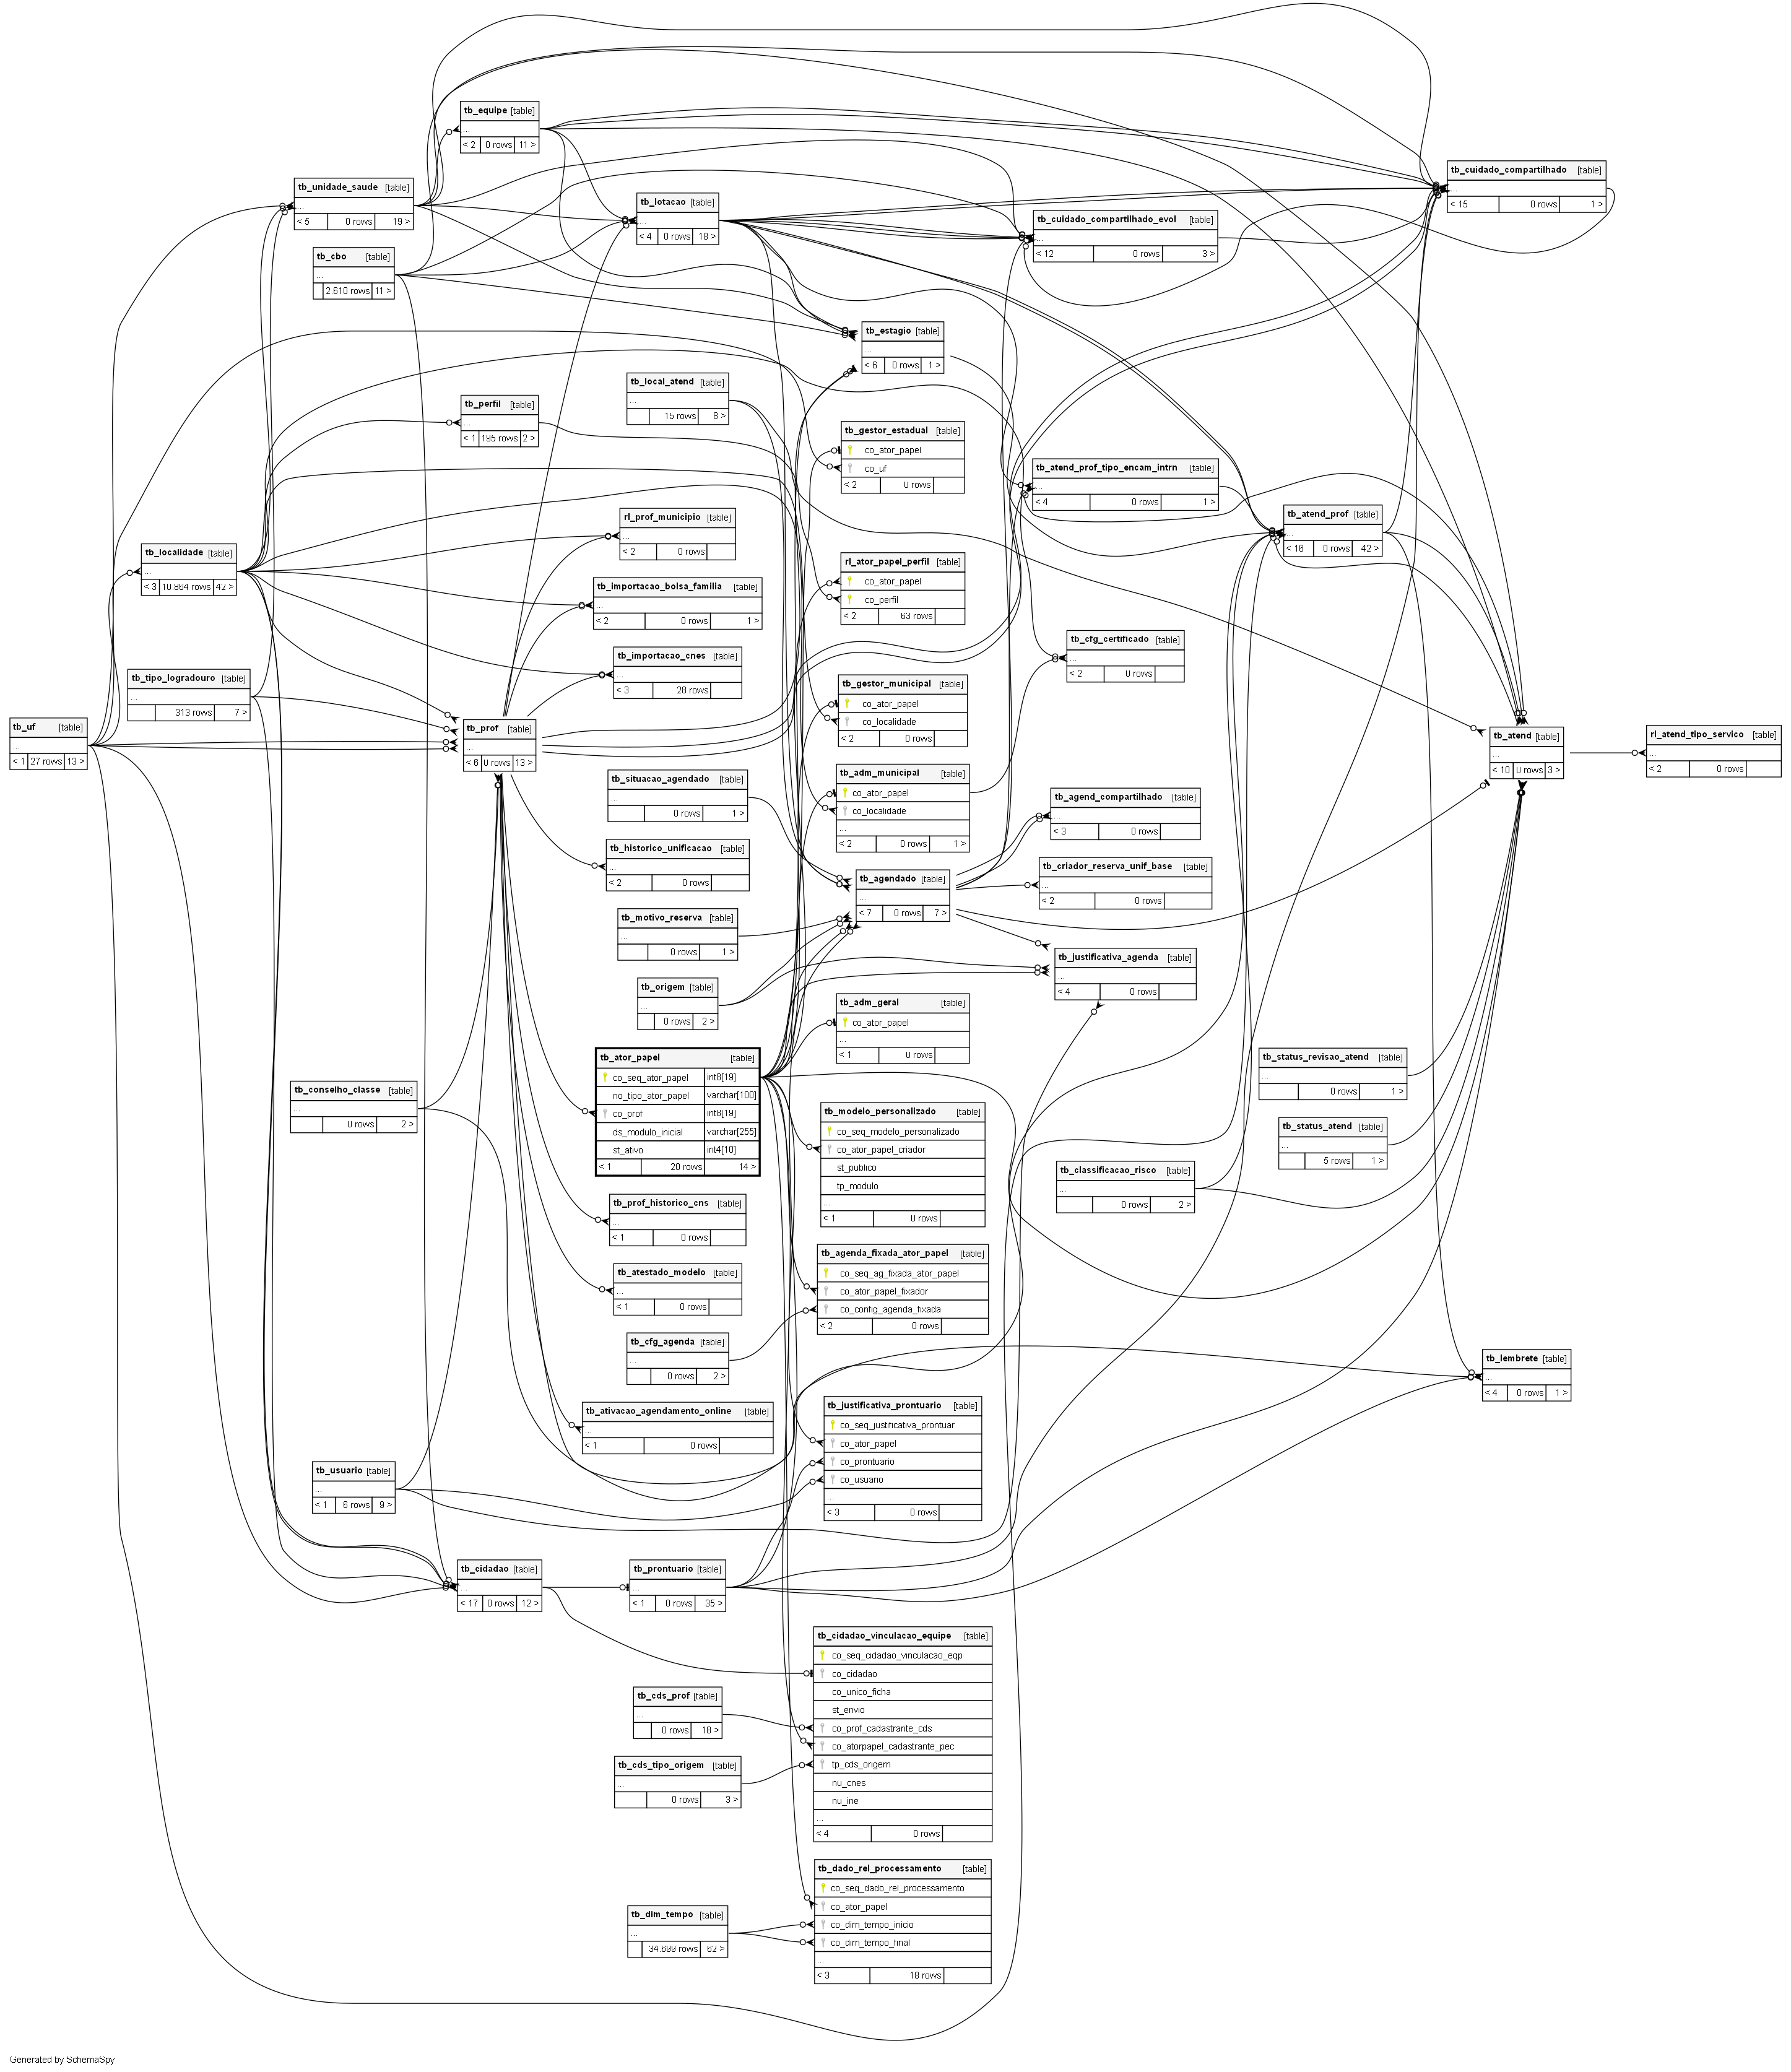 tb_equipe [table]
...
< 2 0 rows 11 >
tb_cuidado_compartilhado [table]
...
< 15 0 rows 1 >
tb_unidade_saude [table]
...
< 5 0 rows 19 >
tb_lotacao [table]
...
< 4 0 rows 18 >
tb_cuidado_compartilhado_evol [table]
...
< 12 0 rows 3 >
tb_cbo [table]
...
2.610 rows 11 >
tb_estagio [table]
...
< 6 0 rows 1 >
tb_local_atend [table]
...
15 rows 8 >
tb_perfil [table]
...
< 1 195 rows 2 >
tb_gestor_estadual [table]
co_ator_papel
co_uf
< 2 0 rows
tb_atend_prof_tipo_encam_intrn [table]
...
< 4 0 rows 1 >
tb_atend_prof [table]
...
< 16 0 rows 42 >
rl_prof_municipio [table]
...
< 2 0 rows
tb_localidade [table]
...
< 3 10.864 rows 42 >
rl_ator_papel_perfil [table]
co_ator_papel
co_perfil
< 2 63 rows
tb_importacao_bolsa_familia [table]
...
< 2 0 rows 1 >
tb_cfg_certificado [table]
...
< 2 0 rows
tb_importacao_cnes [table]
...
< 3 28 rows
tb_tipo_logradouro [table]
...
313 rows 7 >
tb_gestor_municipal [table]
co_ator_papel
co_localidade
< 2 0 rows
tb_uf [table]
...
< 1 27 rows 13 >
tb_prof [table]
...
< 6 0 rows 13 >
tb_atend [table]
...
< 10 0 rows 3 >
rl_atend_tipo_servico [table]
...
< 2 0 rows
tb_situacao_agendado [table]
...
0 rows 1 >
tb_adm_municipal [table]
co_ator_papel
co_localidade
...
< 2 0 rows 1 >
tb_agend_compartilhado [table]
...
< 3 0 rows
tb_historico_unificacao [table]
...
< 2 0 rows
tb_criador_reserva_unif_base [table]
...
< 2 0 rows
tb_agendado [table]
...
< 7 0 rows 7 >
tb_motivo_reserva [table]
...
0 rows 1 >
tb_justificativa_agenda [table]
...
< 4 0 rows
tb_origem [table]
...
0 rows 2 >
tb_adm_geral [table]
co_ator_papel
...
< 1 0 rows
tb_ator_papel [table]
co_seq_ator_papel int8[19]
no_tipo_ator_papel varchar[100]
co_prof int8[19]
ds_modulo_inicial varchar[255]
st_ativo int4[10]
< 1 20 rows 14 >
tb_status_revisao_atend [table]
...
0 rows 1 >
tb_conselho_classe [table]
...
0 rows 2 >
tb_modelo_personalizado [table]
co_seq_modelo_personalizado
co_ator_papel_criador
st_publico
tp_modulo
...
< 1 0 rows
tb_status_atend [table]
...
5 rows 1 >
tb_classificacao_risco [table]
...
0 rows 2 >
tb_prof_historico_cns [table]
...
< 1 0 rows
tb_agenda_fixada_ator_papel [table]
co_seq_ag_fixada_ator_papel
co_ator_papel_fixador
co_config_agenda_fixada
< 2 0 rows
tb_atestado_modelo [table]
...
< 1 0 rows
tb_cfg_agenda [table]
...
0 rows 2 >
tb_lembrete [table]
...
< 4 0 rows 1 >
tb_ativacao_agendamento_online [table]
...
< 1 0 rows
tb_justificativa_prontuario [table]
co_seq_justificativa_prontuar
co_ator_papel
co_prontuario
co_usuario
...
< 3 0 rows
tb_usuario [table]
...
< 1 6 rows 9 >
tb_cidadao [table]
...
< 17 0 rows 12 >
tb_prontuario [table]
...
< 1 0 rows 35 >
tb_cidadao_vinculacao_equipe [table]
co_seq_cidadao_vinculacao_eqp
co_cidadao
co_unico_ficha
st_envio
co_prof_cadastrante_cds
co_atorpapel_cadastrante_pec
tp_cds_origem
nu_cnes
nu_ine
...
< 4 0 rows
tb_cds_prof [table]
...
0 rows 18 >
tb_cds_tipo_origem [table]
...
0 rows 3 >
tb_dado_rel_processamento [table]
co_seq_dado_rel_processamento
co_ator_papel
co_dim_tempo_inicio
co_dim_tempo_final
...
< 3 18 rows
tb_dim_tempo [table]
...
34.699 rows 62 >
Generated by SchemaSpy